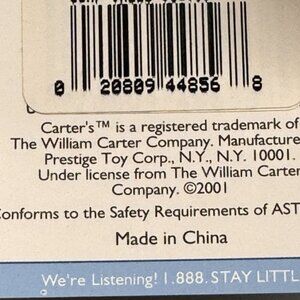 0 20809 44856 8
Carter's™ is a registered trademark of
The William Carter Company. Manufacture
Prestige Toy Corp., N.Y., N.Y. 10001.
Under license from The William Carter
Company. ©2001
Conforms to the Safety Requirements of AST
Made in China
We're Listening! 1.888.STAY LITTL